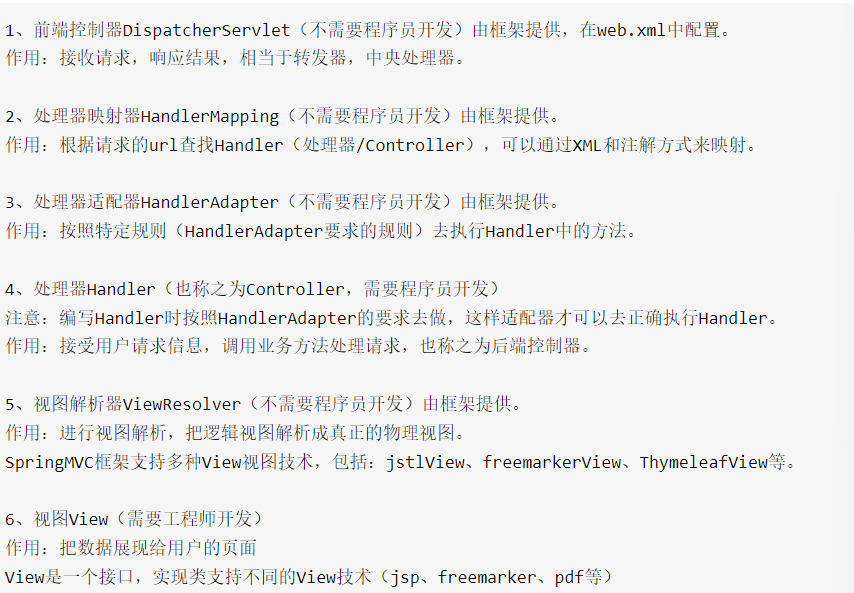 1、前端控制器DispatcherServlet（不需要程序员开发）由框架提供，在web.xml中配置。
作用：接收请求，响应结果，相当于转发器，中央处理器。
2、处理器映射器HandlerMapping（不需要程序员开发）由框架提供。
作用：根据请求的url查找Handler（处理器/Controller），可以通过XML和注解方式来映射。
3、处理器适配器HandlerAdapter（不需要程序员开发）由框架提供。
作用：按照特定规则（HandlerAdapter要求的规则）去执行Handler中的方法。
4、处理器Handler（也称之为Controller，需要程序员开发）
注意：编写Handler时按照HandlerAdapter的要求去做，这样适配器才可以去正确执行Handler。
作用：接受用户请求信息，调用业务方法处理请求，也称之为后端控制器。
5、视图解析器ViewResolver（不需要程序员开发）由框架提供。
作用：进行视图解析，把逻辑视图解析成真正的物理视图。
SpringMVC框架支持多种View视图技术，包括：jstlView、freemarkerView、ThymeleafView等。
6、视图View（需要工程师开发）
作用：把数据展现给用户的页面
View是一个接口，实现类支持不同的View技术（jsp、freemarker、pdf等）